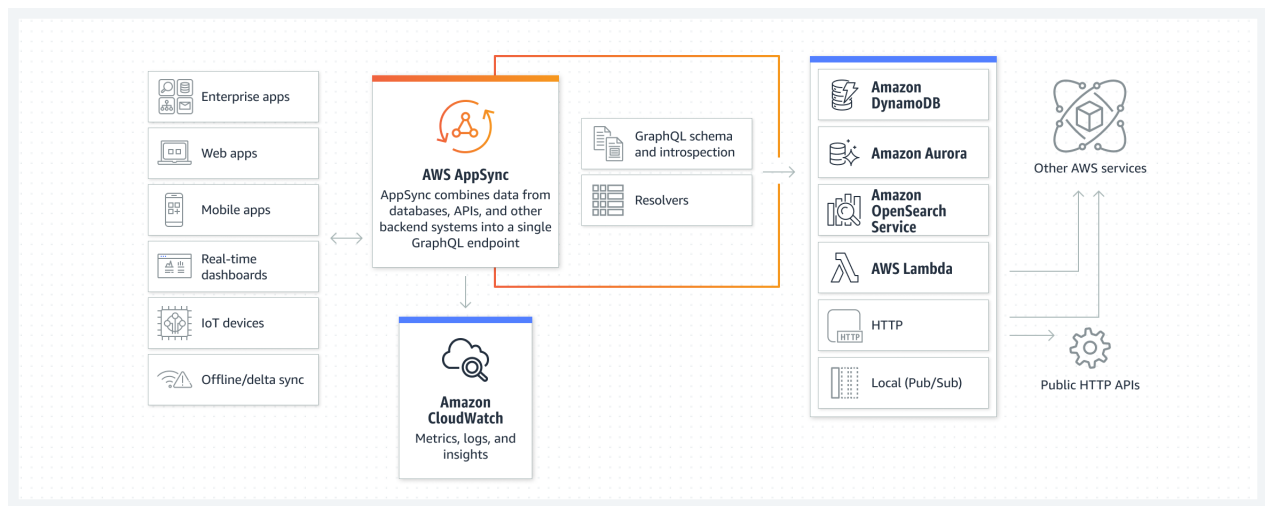 Enterprise apps
Web apps
Mobile apps
Real-time
dashboards
IoT devices
Offline/delta sync
AWS AppSync
AppSync combines data from
databases, APIs, and other
backend systems into a single
GraphQL endpoint
Amazon
CloudWatch
Metrics, logs, and
insights
GraphQL schema
and introspection
Resolvers
Amazon
DynamoDB
Amazon Aurora
Amazon
OpenSearch
Service
AWS Lambda
HTTP
HTTP
Local (Pub/Sub)
Other AWS services
Public HTTP APIs